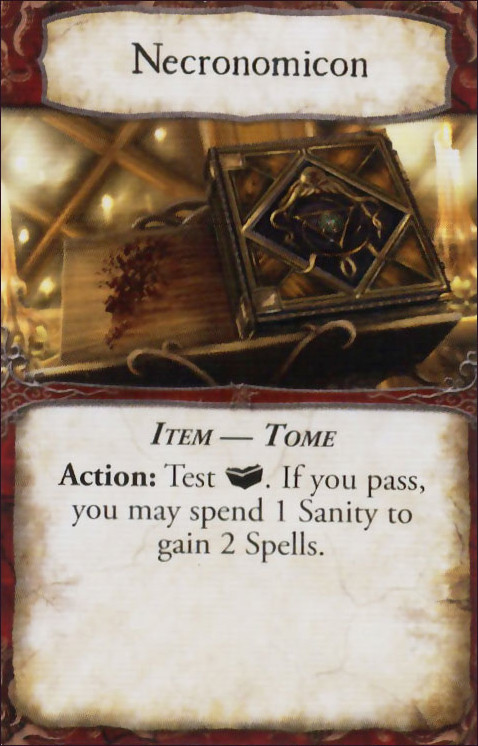 Necronomicon
ITEM — TOME
Action: Test . If you pass,
you may spend 1 Sanity to
gain 2 Spells.